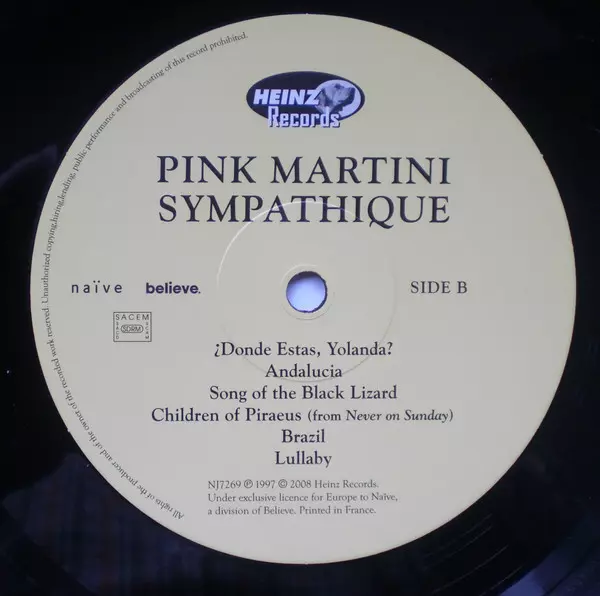 HEINZ
Records
PINK MARTINI
SYMPATHIQUE
naïve believe.
SIDE B
SACEM
SDRM
¿Donde Estas, Yolanda?
Andalucia
Song of the Black Lizard
Children of Piraeus (from Never on Sunday)
Brazil
Lullaby
NJ7269 ℗ 1997 © 2008 Heinz Records.
Under exclusive licence for Europe to Naïve,
a division of Believe. Printed in France.
All rights of the producer and of the owner of the recorded work reserved. Unauthorized copying,hiring,lending, public performance and broadcasting of this record prohibited.